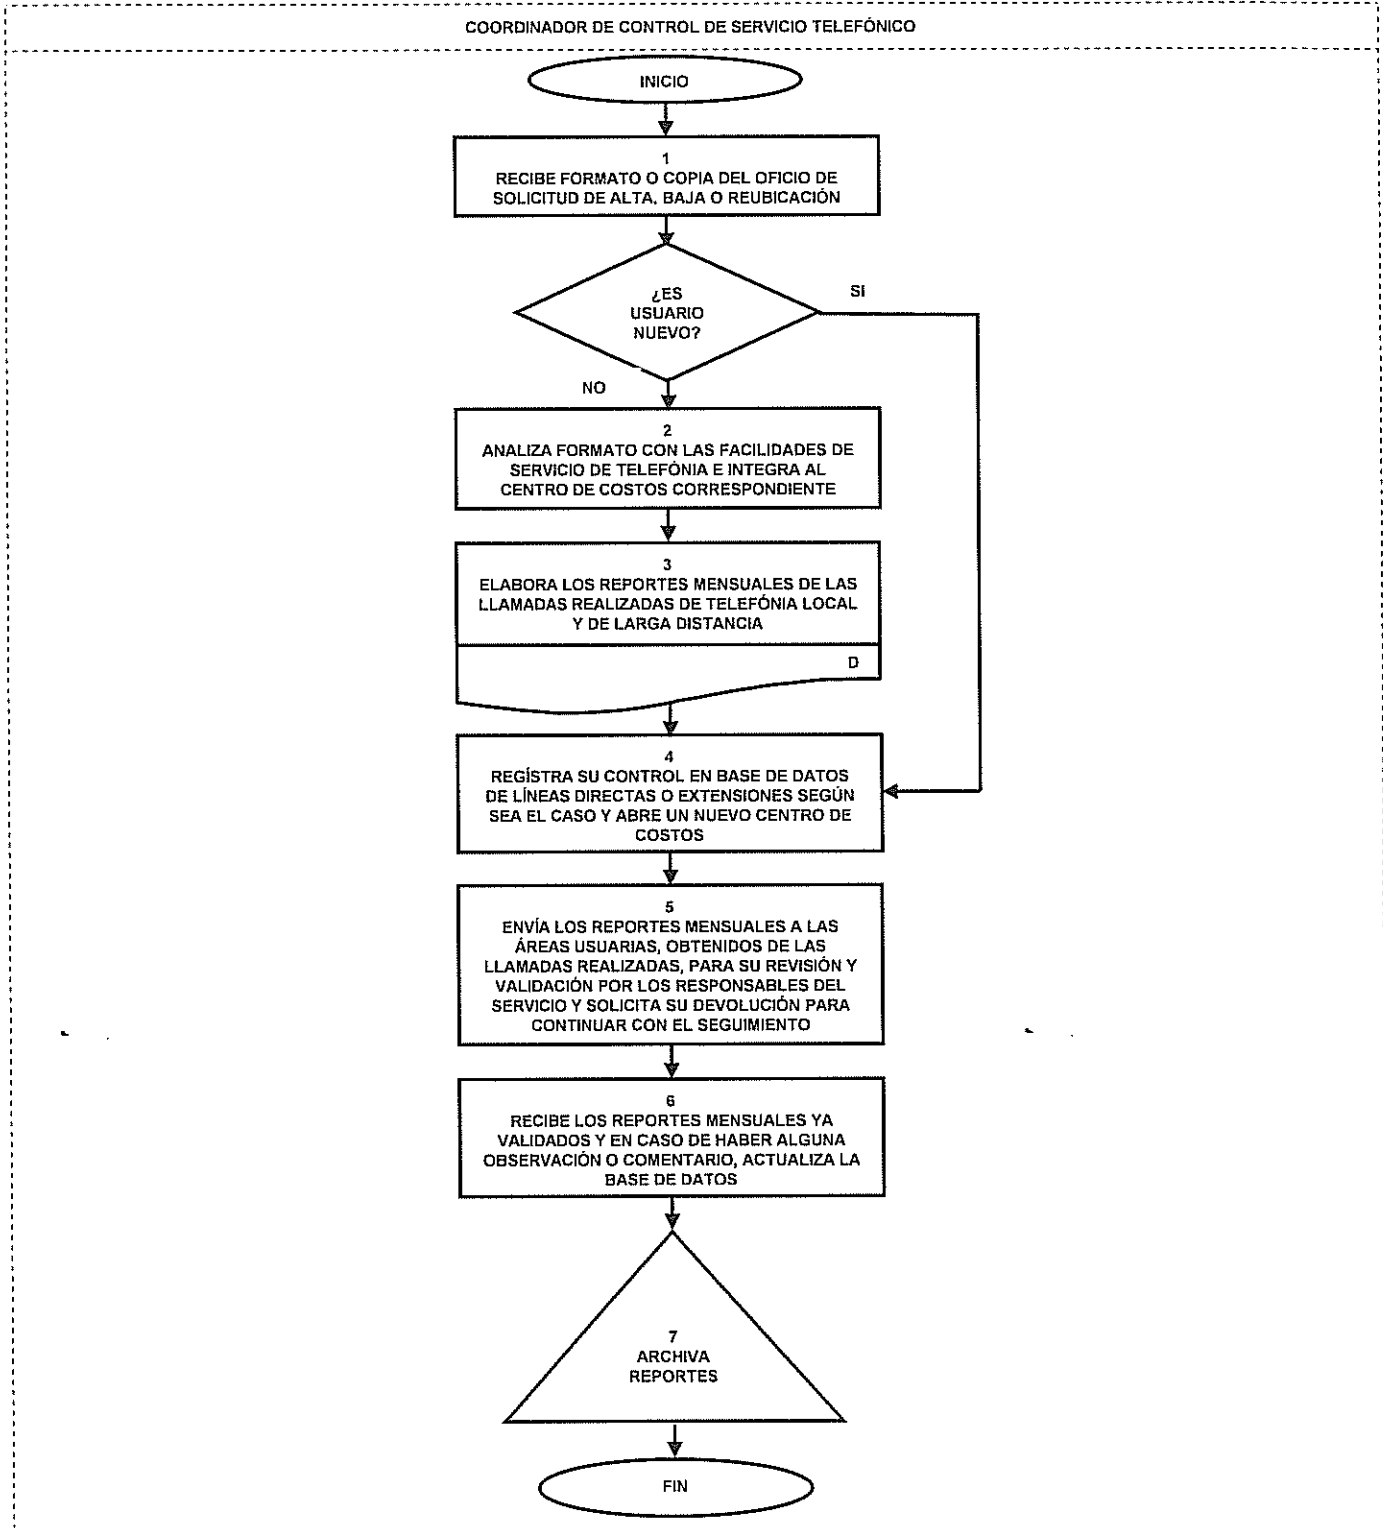 COORDINADOR DE CONTROL DE SERVICIO TELEFÓNICO
INICIO
1
RECIBE FORMATO O COPIA DEL OFICIO DE
SOLICITUD DE ALTA, BAJA O REUBICACIÓN
¿ES
USUARIO
NUEVO?
SI
NO
2
ANALIZA FORMATO CON LAS FACILIDADES DE
SERVICIO DE TELEFÓNIA E INTEGRA AL
CENTRO DE COSTOS CORRESPONDIENTE
3
ELABORA LOS REPORTES MENSUALES DE LAS
LLAMADAS REALIZADAS DE TELEFÓNIA LOCAL
Y DE LARGA DISTANCIA
D
4
REGÍSTRA SU CONTROL EN BASE DE DATOS
DE LÍNEAS DIRECTAS O EXTENSIONES SEGÚN
SEA EL CASO Y ABRE UN NUEVO CENTRO DE
COSTOS
5
ENVÍA LOS REPORTES MENSUALES A LAS
ÁREAS USUARIAS, OBTENIDOS DE LAS
LLAMADAS REALIZADAS, PARA SU REVISIÓN Y
VALIDACIÓN POR LOS RESPONSABLES DEL
SERVICIO Y SOLICITA SU DEVOLUCIÓN PARA
CONTINUAR CON EL SEGUIMIENTO
6
RECIBE LOS REPORTES MENSUALES YA
VALIDADOS Y EN CASO DE HABER ALGUNA
OBSERVACIÓN O COMENTARIO, ACTUALIZA LA
BASE DE DATOS
7
ARCHIVA
REPORTES
FIN